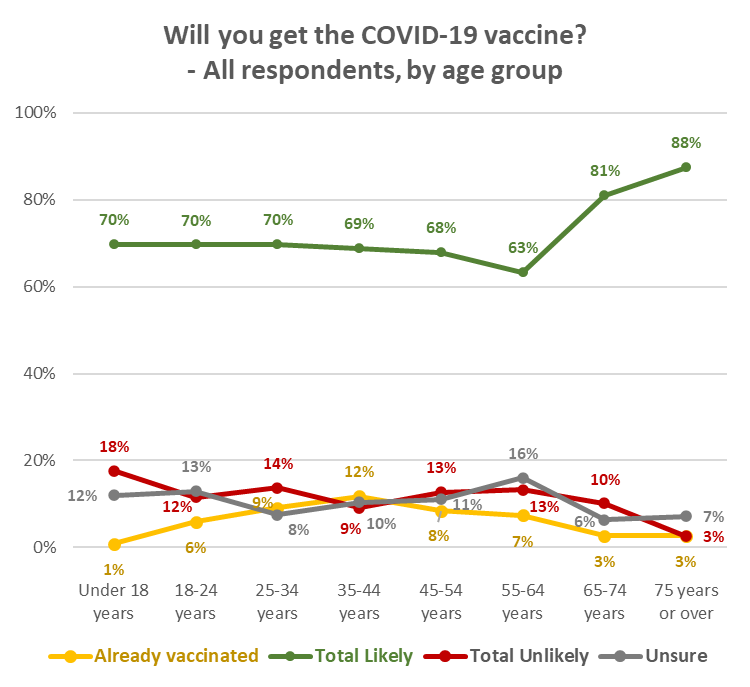 Will you get the COVID-19 vaccine?
- All respondents, by age group
100%
80%
60%
40%
20%
0%
70% 70% 70% 69% 68% 63% 81% 88%
18% 12% 14% 9% 13% 13% 10% 3%
12% 13% 8% 10% 11% 16% 6% 7%
1% 6% 9% 12% 8% 7% 3% 3%
Under 18 18-24 25-34 35-44 45-54 55-64 65-74 75 years
years years years years years years years or over
Already vaccinated Total Likely Total Unlikely Unsure